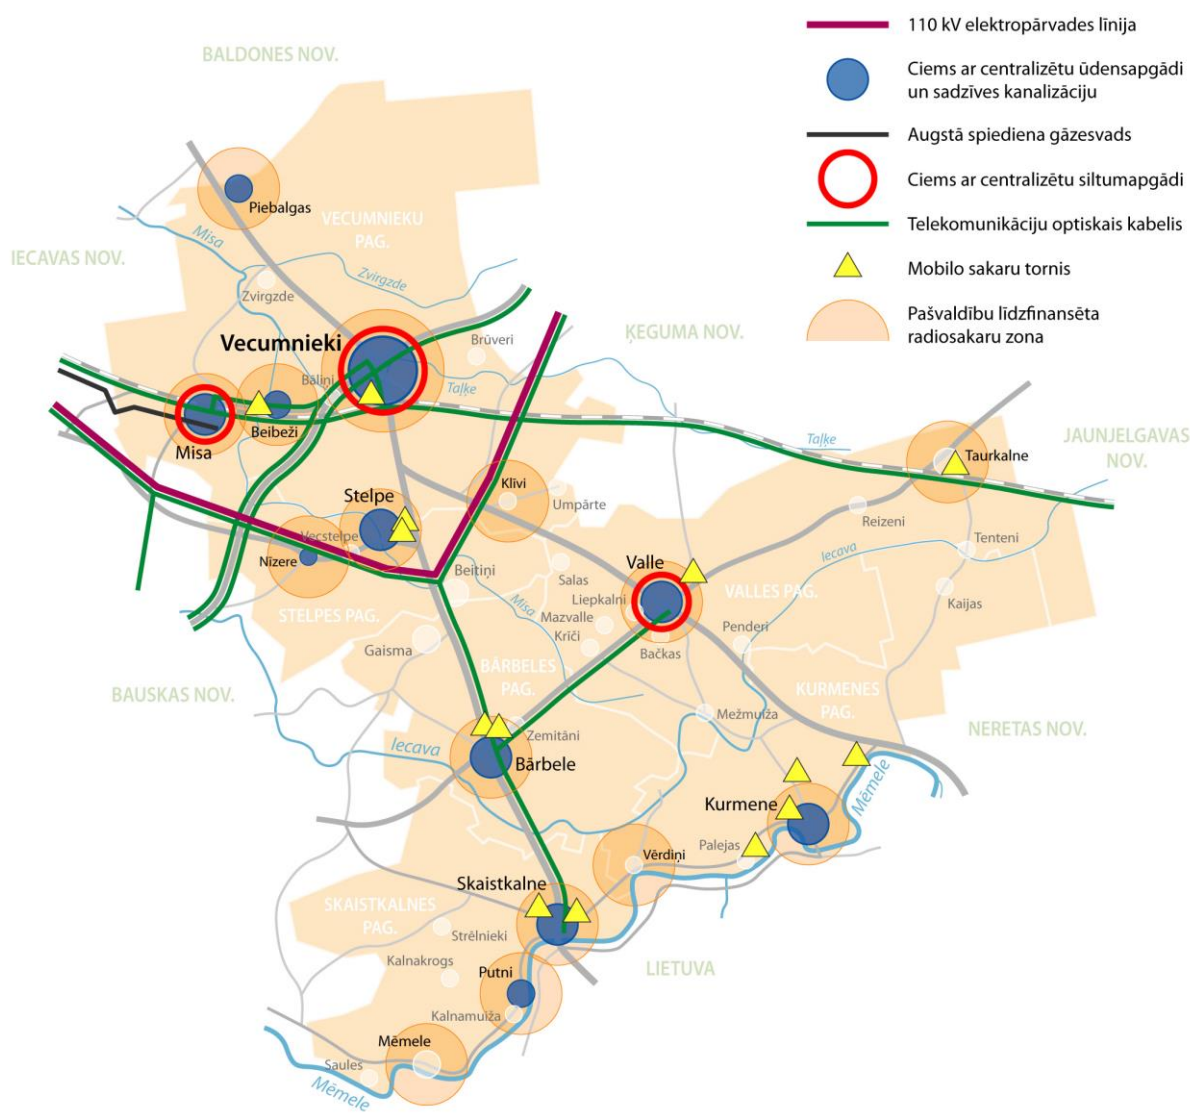 110 kV elektropārvades līnija
Ciems ar centralizētu ūdensapgādi
un sadzīves kanalizāciju
Augstā spiediena gāzesvads
Ciems ar centralizētu siltumapgādi
Telekomunikāciju optiskais kabelis
Mobilo sakaru tornis
Pašvaldību līdzfinansēta
radiosakaru zona
BALDONES NOV.
Piebalgas
VECUMNIEKU
PAG.
Misa
IECAVAS NOV.
Zvirgzde
Zvirgzde
Vecumnieki
Brūveri
ĶEGUMA NOV.
Bāliņi
Taļķe
Beibeži
Misa
Taļķe
JAUNJELGAVAS
NOV.
Taurkalne
Klīvi
Umpārte
Stelpe
Vecstelpe
Reizeni
Nīzere
Beitiņi
Salas
Valle
Iecava
Tenteni
Liepkalni
Misa
Mazvalle
VALLES PAG.
Kaijas
STELPES PAG.
Krīči
Penderi
Gaisma
Bačkas
BĀRBELES
PAG.
BAUSKAS NOV.
KURMENES
PAG.
Mežmuiža
NERETAS NOV.
Zemitāni
Iecava
Bārbele
Mēmele
Kurmene
Palejas
Vērdiņi
Skaistkalne
SKAISTKALNES
PAG.
Strēlnieki
Kalnakrogs
LIETUVA
Putni
Kalnamuiža
Mēmele
Saules
Mēmele